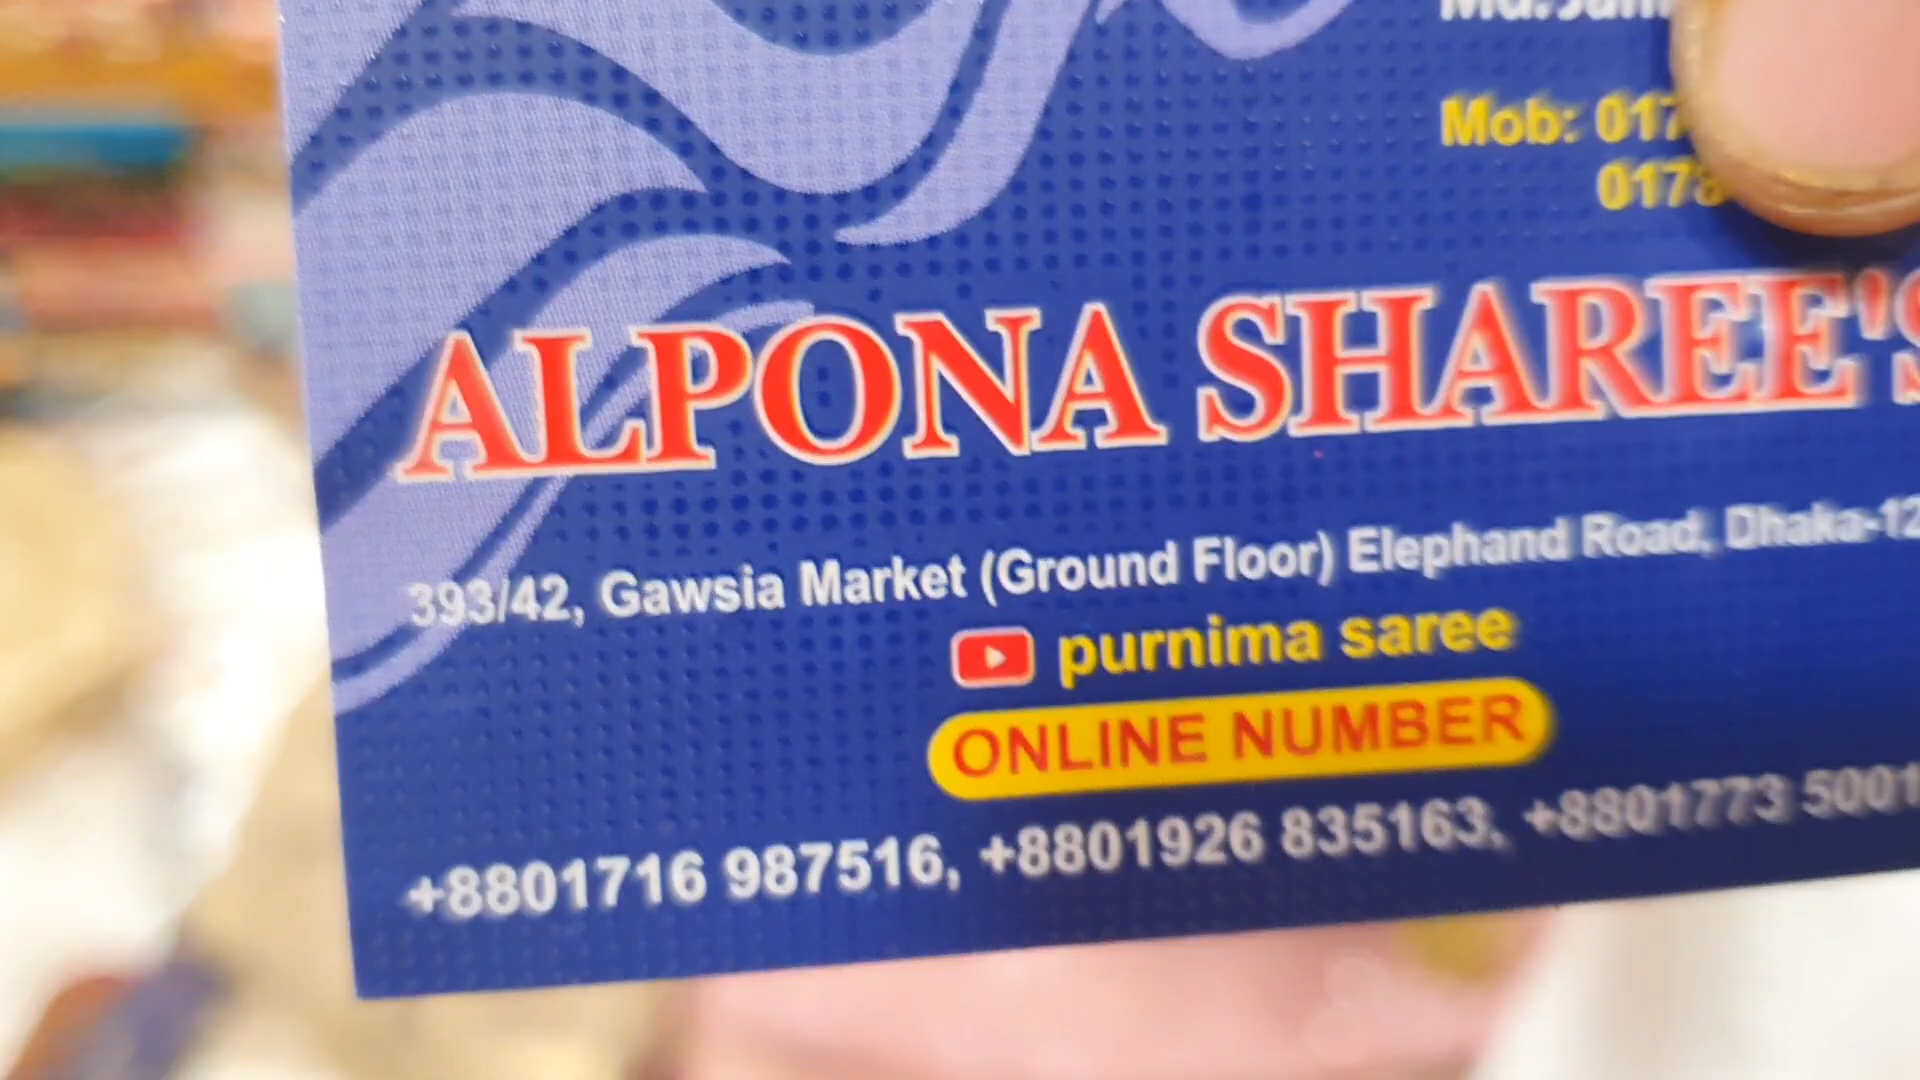 Mob: 017
0178
ALPONA SHAREE'S
393/42, Gawsia Market (Ground Floor) Elephand Road, Dhaka-12
purnima saree
ONLINE NUMBER
+8801716 987516, +8801926 835163, +8801773 5001